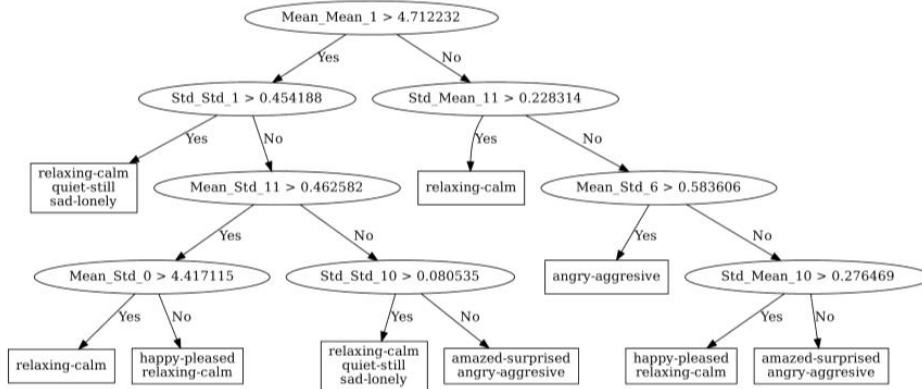 Mean_Mean_1 > 4.712232
Yes
No
Std_Std_1 > 0.454188
Std_Mean_11 > 0.228314
Yes
No
Yes
No
relaxing-calm
quiet-still
sad-lonely
Mean_Std_11 > 0.462582
relaxing-calm
Mean_Std_6 > 0.583606
Yes
No
Yes
No
Mean_Std_0 > 4.417115
Std_Std_10 > 0.080535
angry-aggresive
Std_Mean_10 > 0.276469
Yes
No
Yes
No
Yes
No
relaxing-calm
happy-pleased
relaxing-calm
relaxing-calm
quiet-still
sad-lonely
amazed-surprised
angry-aggresive
happy-pleased
relaxing-calm
amazed-surprised
angry-aggresive